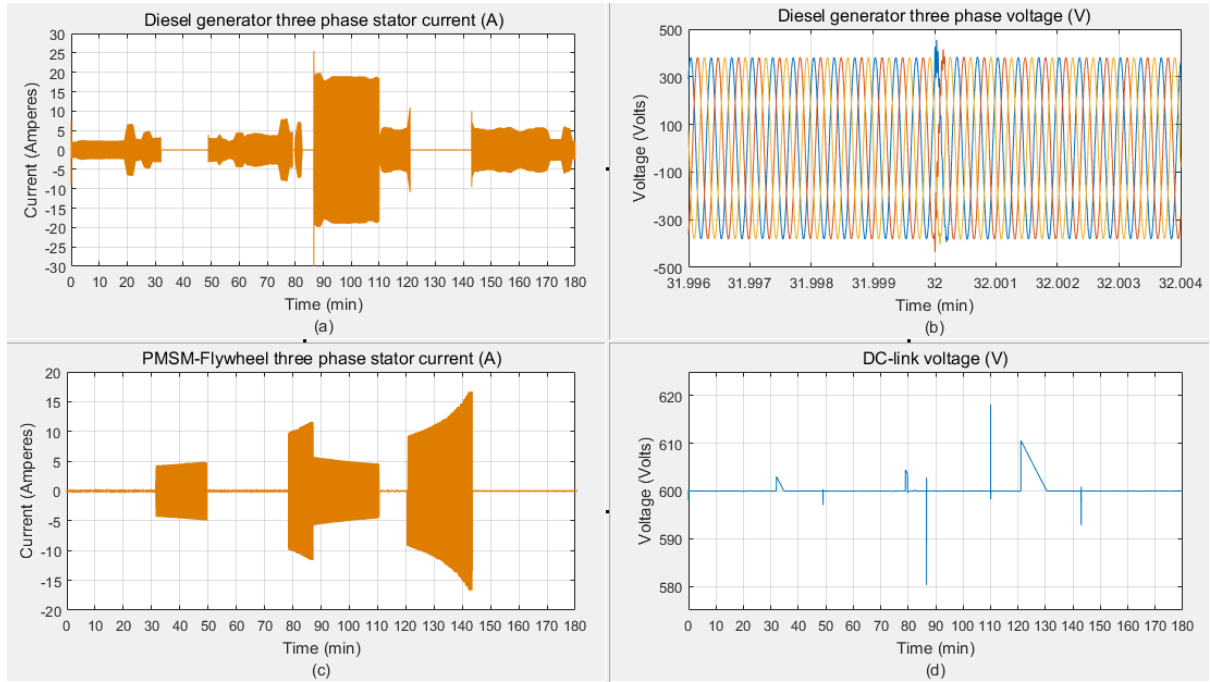 Diesel generator three phase stator current (A)
Current (Amperes)
30
25
20
15
10
5
0
-5
-10
-15
-20
-25
-30
0 10 20 30 40 50 60 70 80 90 100 110 120 130 140 150 160 170 180
Time (min)
(a)
Diesel generator three phase voltage (V)
Voltage (Volts)
500
300
100
-100
-300
-500
31.996 31.997 31.998 31.999 32 32.001 32.002 32.003 32.004
Time (min)
(b)
PMSM-Flywheel three phase stator current (A)
Current (Amperes)
20
15
10
5
0
-5
-10
-15
-20
0 10 20 30 40 50 60 70 80 90 100 110 120 130 140 150 160 170 180
Time (min)
(c)
DC-link voltage (V)
Voltage (Volts)
620
610
600
590
580
0 10 20 30 40 50 60 70 80 90 100 110 120 130 140 150 160 170 180
Time (min)
(d)